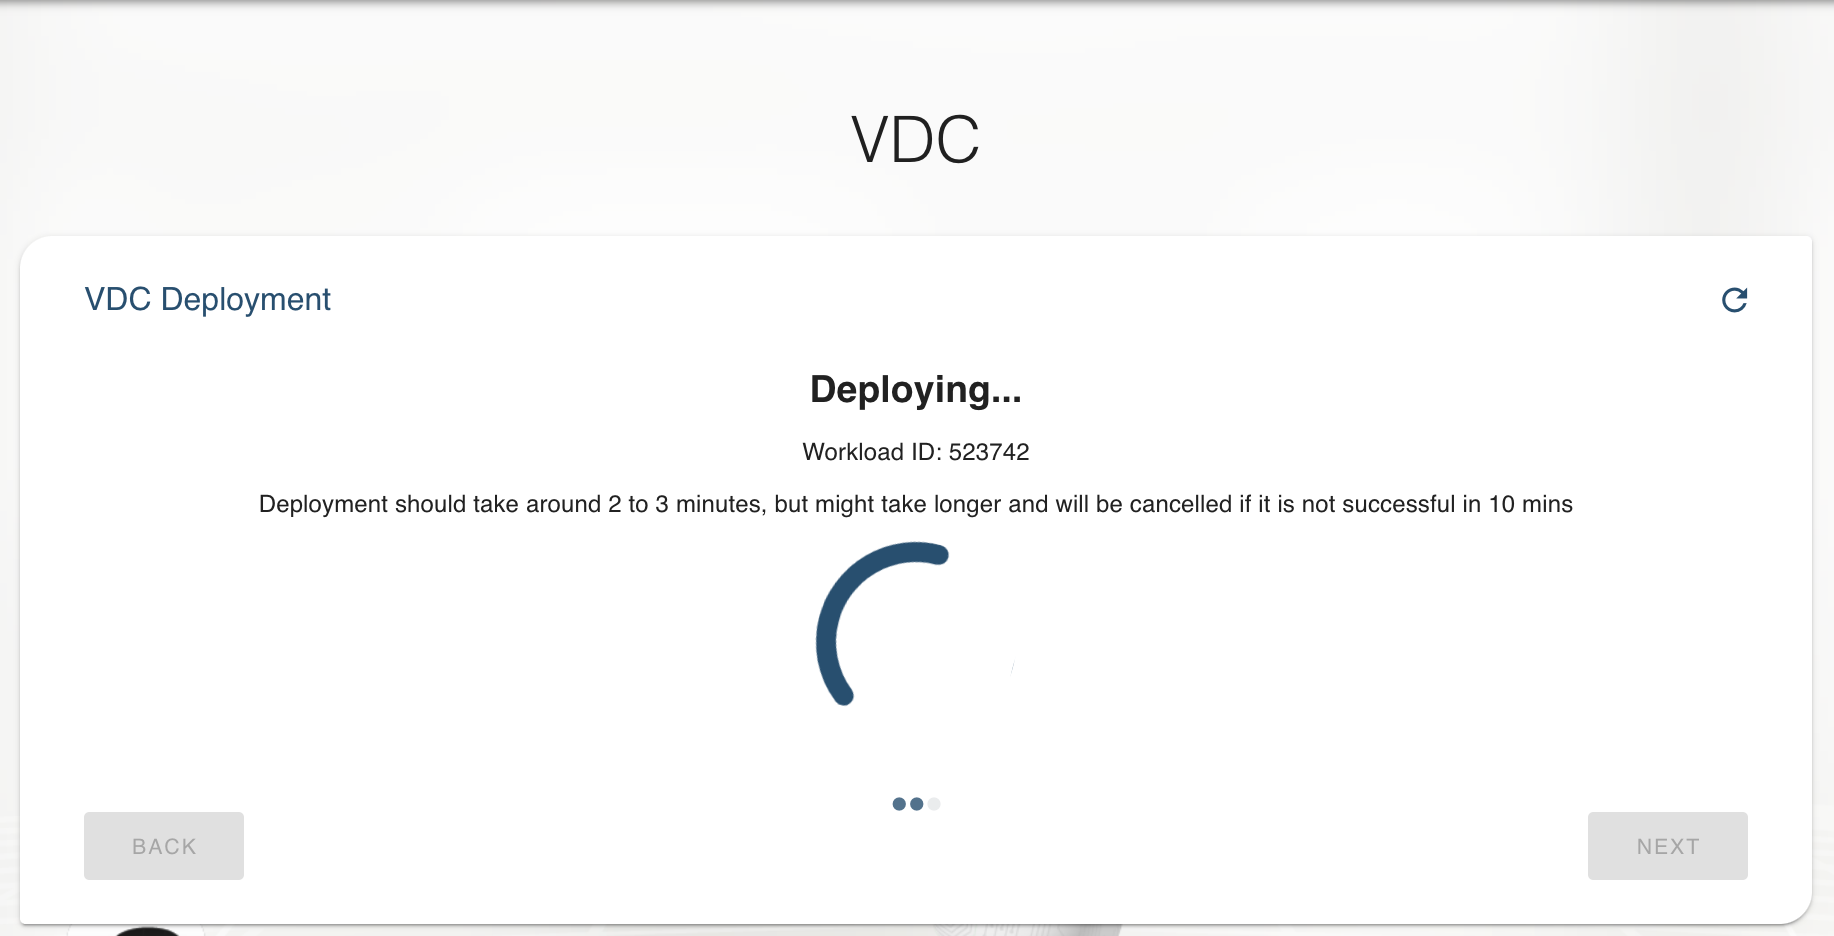 VDC
VDC Deployment
Deploying...
Workload ID: 523742
Deployment should take around 2 to 3 minutes, but might take longer and will be cancelled if it is not successful in 10 mins
BACK
NEXT